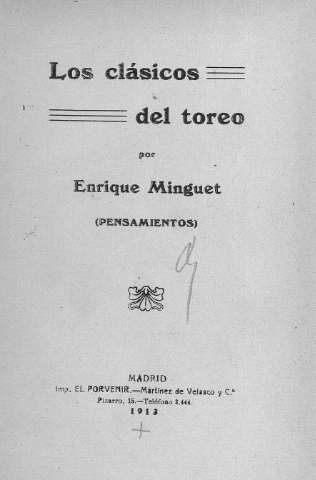 Los clásicos
del toreo
por
Enrique Minguet
(PENSAMIENTOS)
MADRID
Imp. EL PORVENIR.—Martínez de Velasco y C.ª
Pizarro, 15.—Teléfono 3.444.
1913